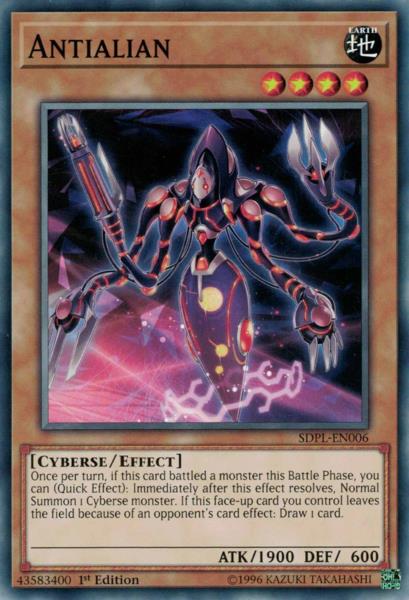 ANTIALIAN
EARTH
地
SDPL-EN006
[CYBERSE/EFFECT]
Once per turn, if this card battled a monster this Battle Phase, you
can (Quick Effect): Immediately after this effect resolves, Normal
Summon 1 Cyberse monster. If this face-up card you control leaves
the field because of an opponent's card effect: Draw 1 card.
ATK/1900 DEF/ 600
43583400 1st Edition ©1996 KAZUKI TAKAHASHI